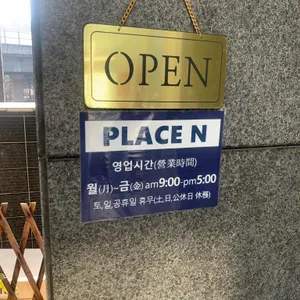 OPEN
PLACE N
영업시간(營業時間)
월(月)~금(金)am9:00-pm5:00
토,일,공휴일 휴무(土,日,公休日 休務)